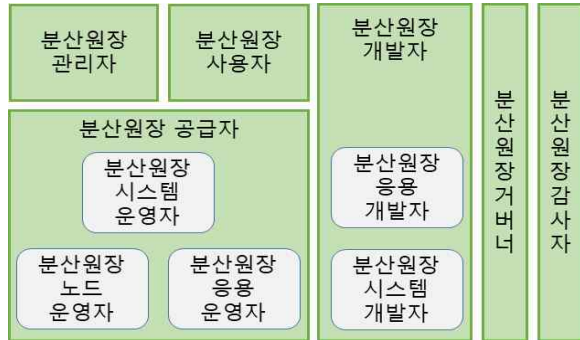 분산원장
관리자
분산원장
사용자
분산원장
개발자
분산원장 공급자
분산원장
시스템
운영자
분산원장
노드
운영자
분산원장
응용
운영자
분산원장
응용
개발자
분산원장
시스템
개발자
분산원장거버너
분산원장감사자